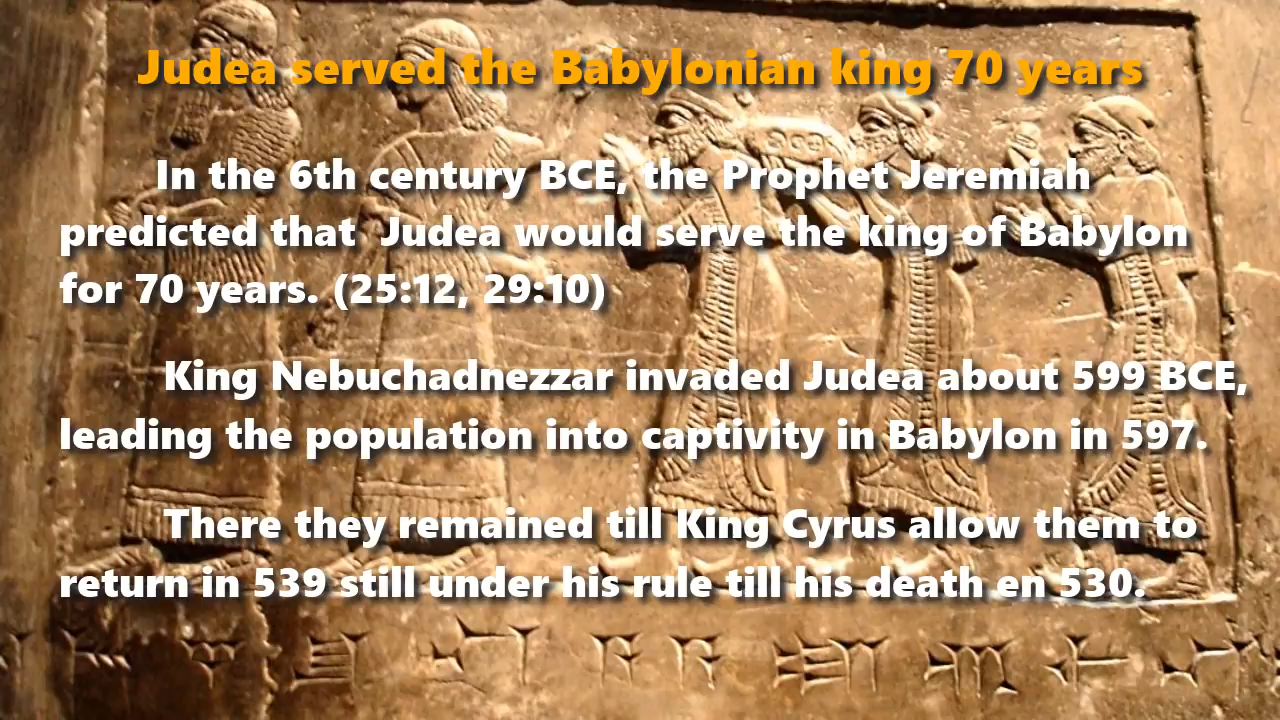 Judea served the Babylonian king 70 years
In the 6th century BCE, the Prophet Jeremiah
predicted that  Judea would serve the king of Babylon
for 70 years. (25:12, 29:10)
King Nebuchadnezzar invaded Judea about 599 BCE,
leading the population into captivity in Babylon in 597.
There they remained till King Cyrus allow them to
return in 539 still under his rule till his death en 530.